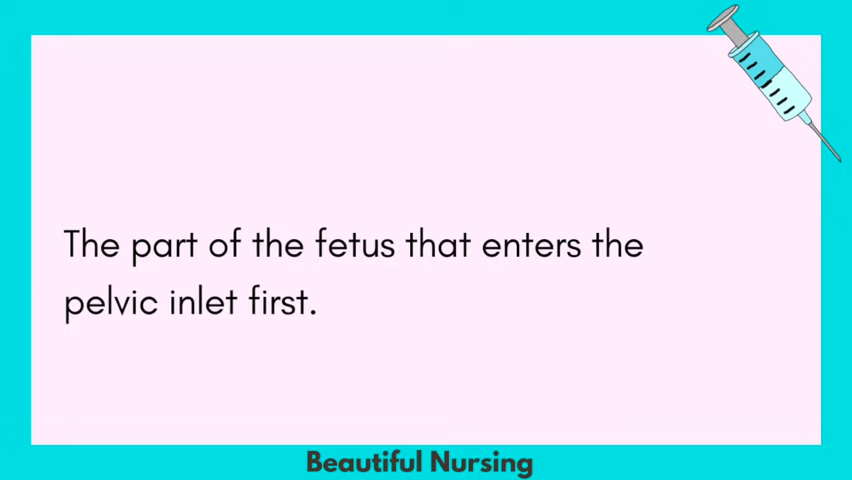 The part of the fetus that enters the
pelvic inlet first.
Beautiful Nursing